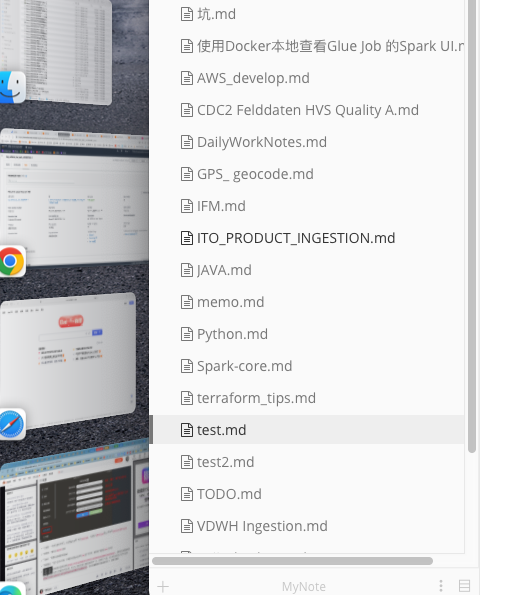 坑.md
使用Docker本地查看Glue Job 的Spark UI.m
AWS_develop.md
CDC2 Felddaten HVS Quality A.md
DailyWorkNotes.md
GPS_ geocode.md
IFM.md
ITO_PRODUCT_INGESTION.md
JAVA.md
memo.md
Python.md
Spark-core.md
terraform_tips.md
test.md
test2.md
TODO.md
VDWH Ingestion.md
MyNote